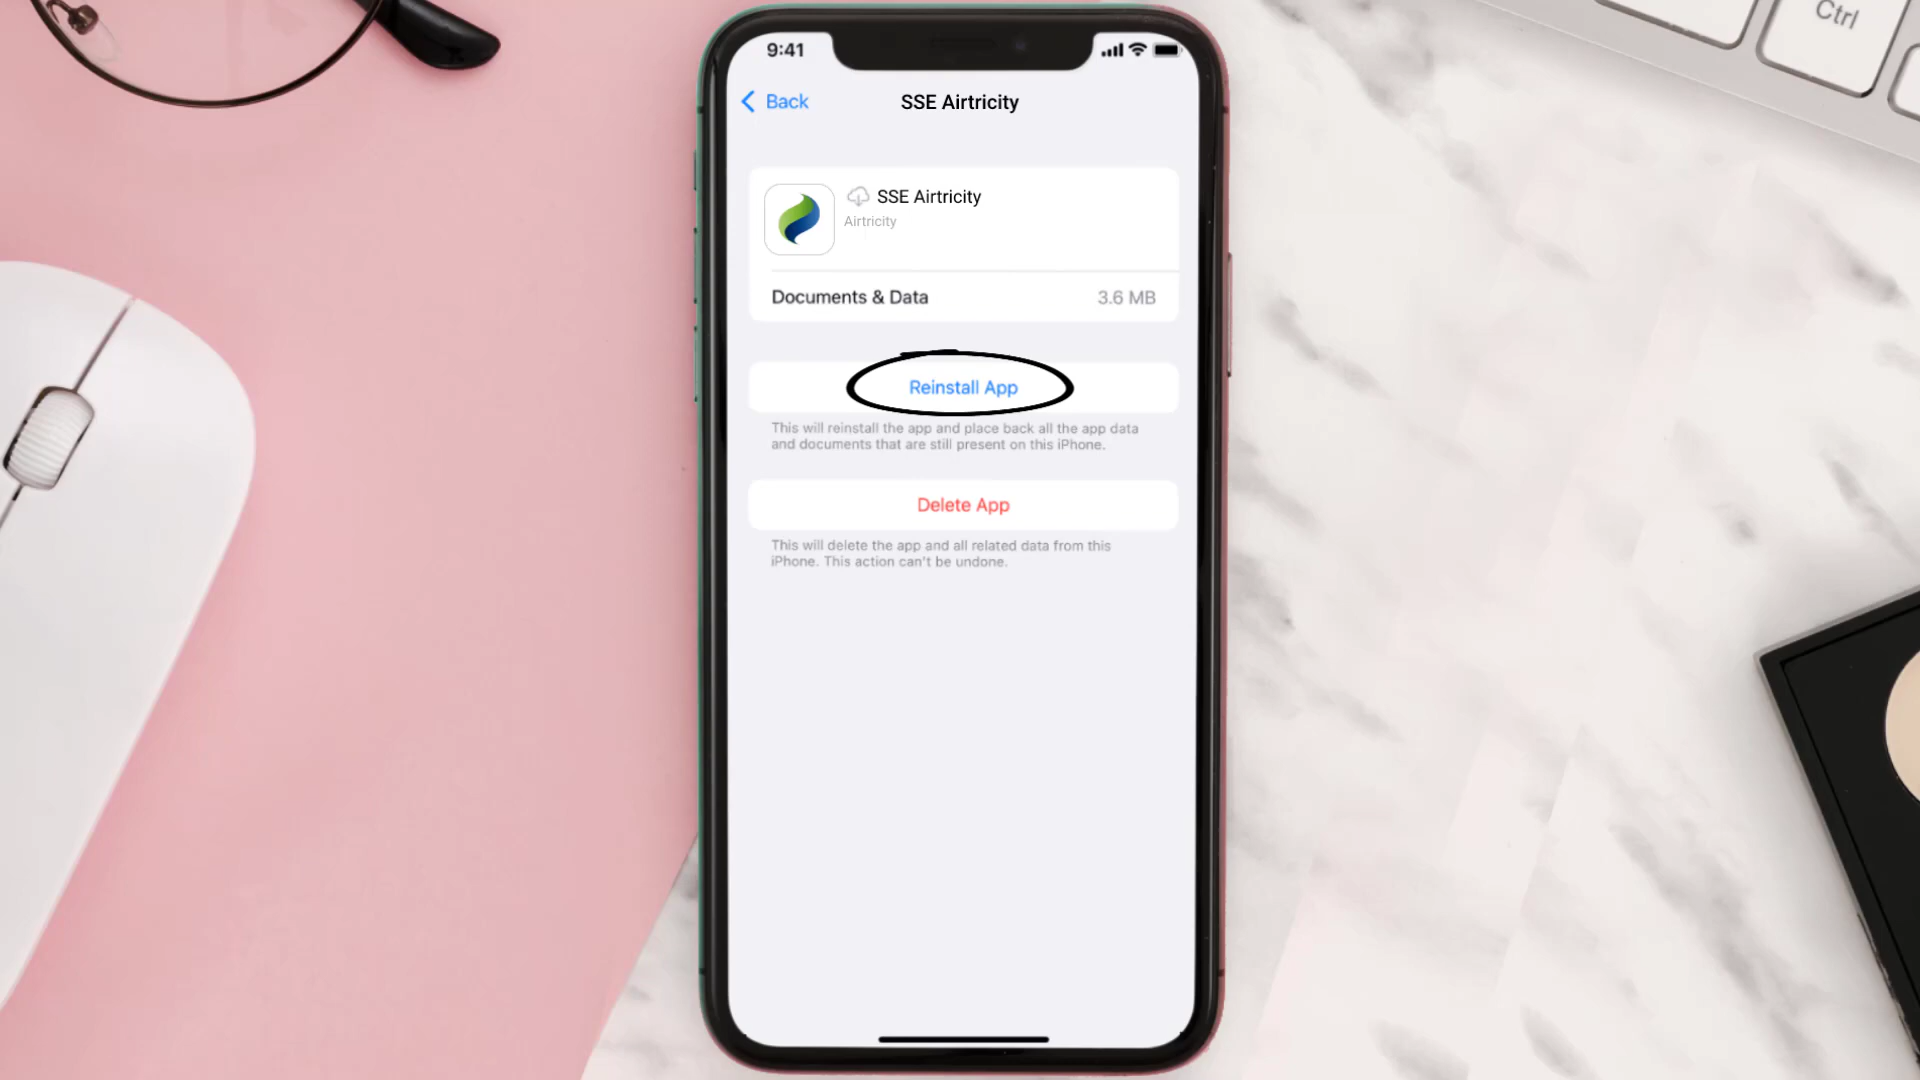 Ctrl
9:41
Back
SSE Airtricity
SSE Airtricity
Airtricity
Documents & Data
3.6 MB
Reinstall App
This will reinstall the app and place back all the app data
and documents that are still present on this iPhone.
Delete App
This will delete the app and all related data from this
iPhone. This action can't be undone.